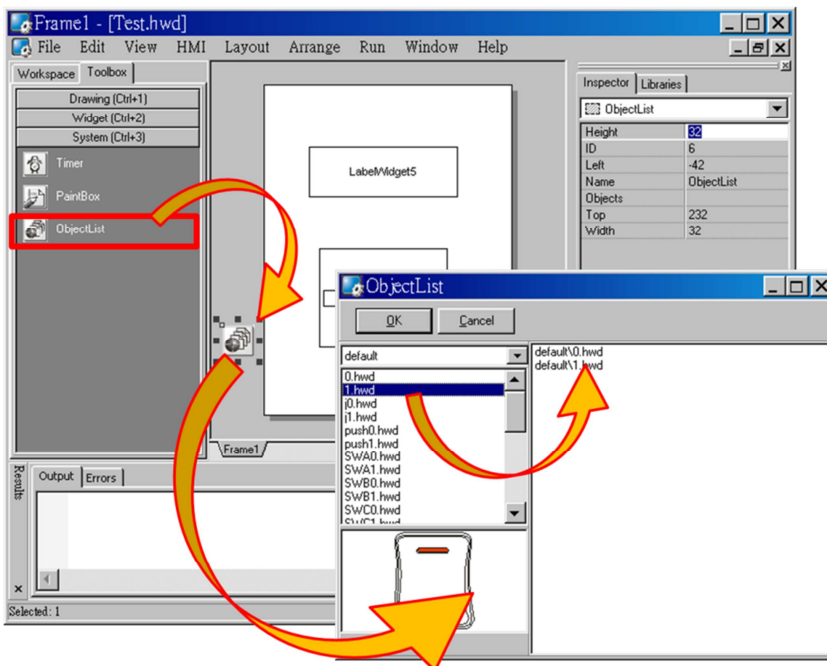 Frame1 - [Test.hwd]
File Edit View HMI Layout Arrange Run Window Help
Workspace Toolbox
Drawing (Ctrl+1)
Widget (Ctrl+2)
System (Ctrl+3)
Timer
PaintBox
ObjectList
LabelWidget5
Frame1
Inspector Libraries
ObjectList
Height 32
ID 6
Left -42
Name ObjectList
Objects
Top 232
Width 32
ObjectList
OK Cancel
default
0.hwd
1.hwd
j0.hwd
j1.hwd
push0.hwd
push1.hwd
SWA0.hwd
SWA1.hwd
SWB0.hwd
SWB1.hwd
SWC0.hwd
SWC1.hwd
default\0.hwd
default\1.hwd
Results
Output Errors
Selected: 1